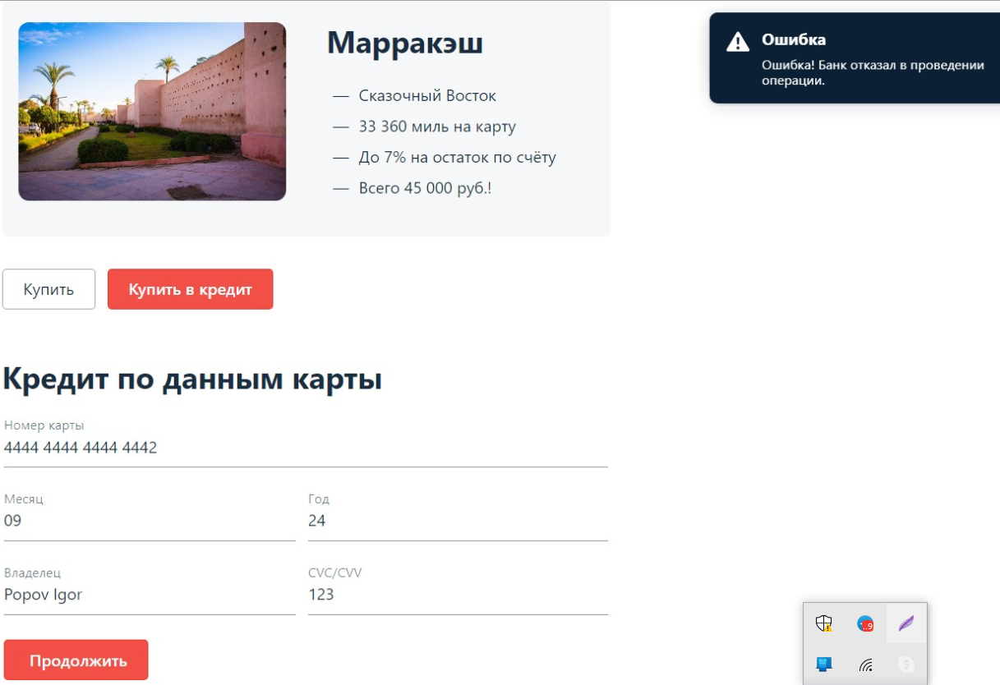 Марракэш
— Сказочный Восток
— 33 360 миль на карту
— До 7% на остаток по счёту
— Всего 45 000 руб.!
Ошибка
Ошибка! Банк отказал в проведении
операции.
Купить
Купить в кредит
Кредит по данным карты
Номер карты
4444 4444 4444 4442
Месяц
09
Год
24
Владелец
Popov Igor
CVC/CVV
123
Продолжить
..9